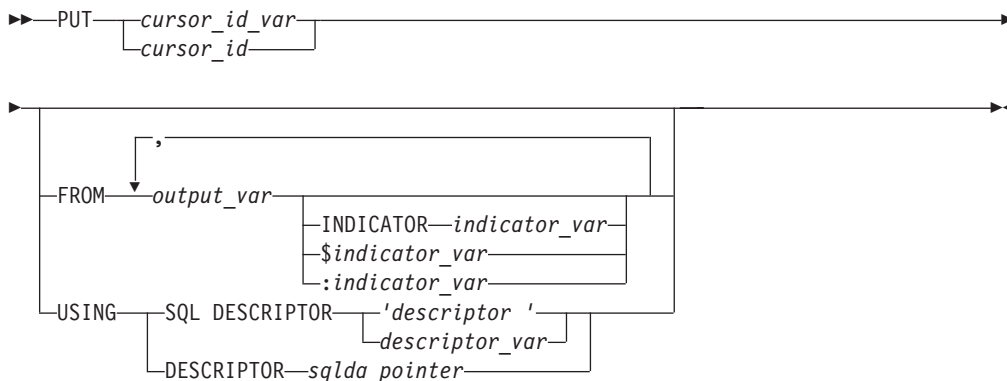 PUT cursor_id_var
cursor_id
,
FROM output_var
INDICATOR indicator_var
$indicator_var
:indicator_var
USING SQL DESCRIPTOR 'descriptor '
descriptor_var
DESCRIPTOR sqlda_pointer